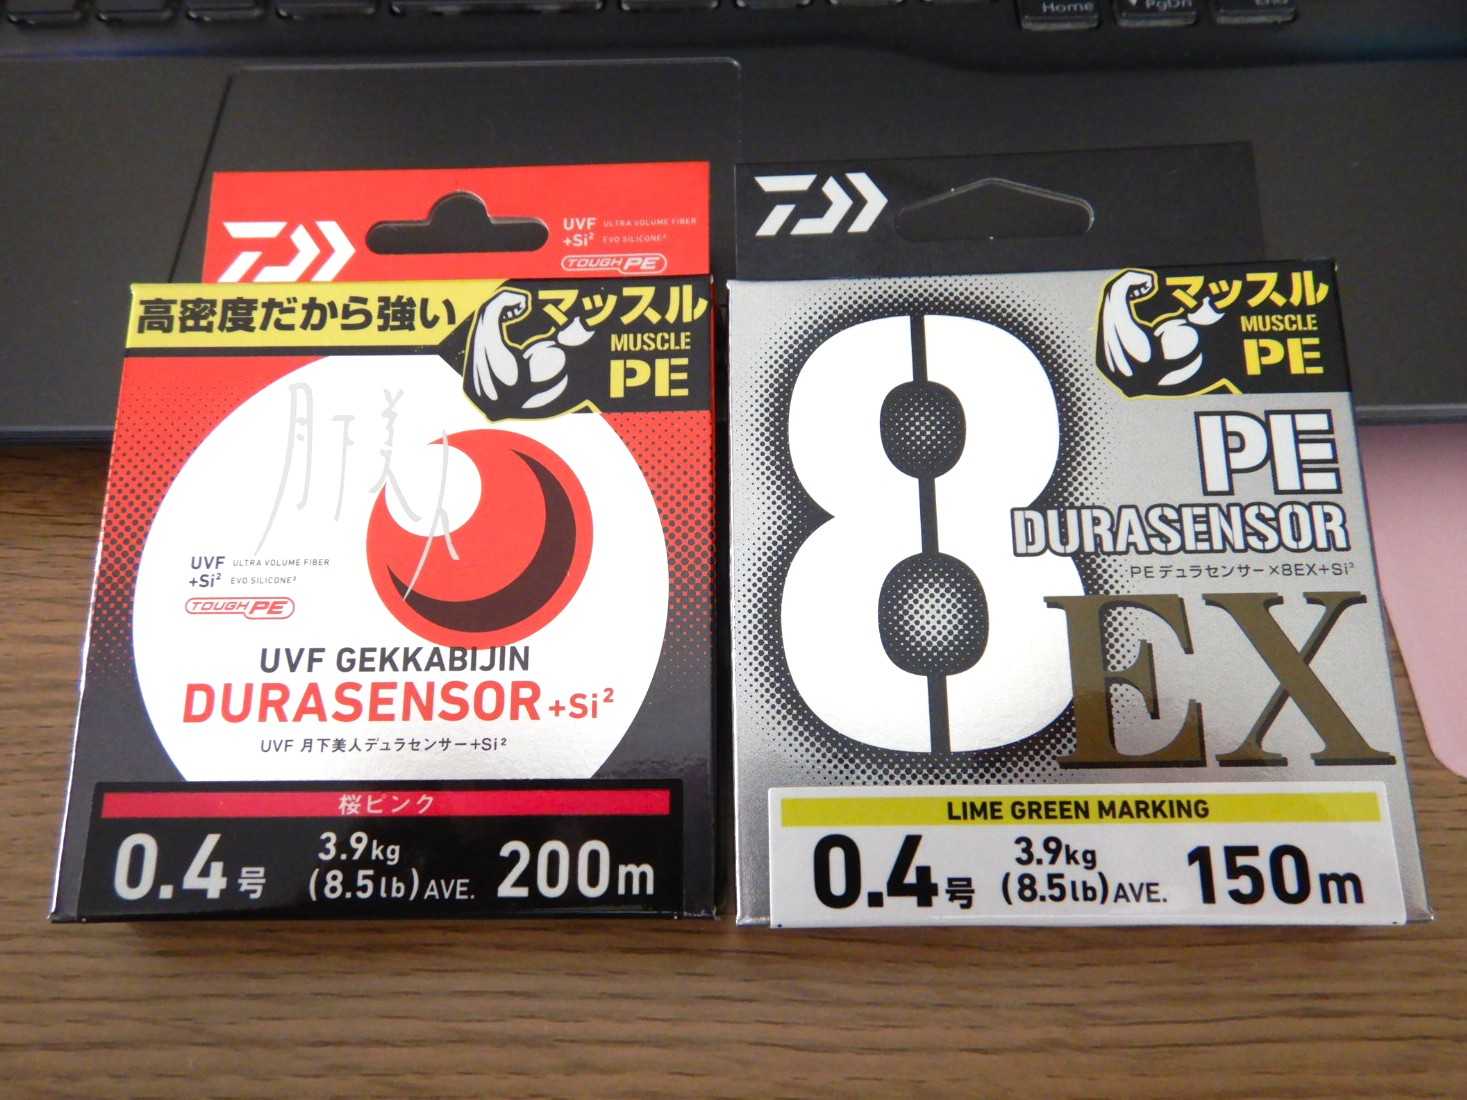 Home
PgDn
End
UVF ULTRA VOLUME FIBER
+Si² EVO SILICONE²
TOUGH PE
高密度だから強い
マッスル
MUSCLE
PE
月下美人
UVF ULTRA VOLUME FIBER
+Si² EVO SILICONE²
TOUGH PE
UVF GEKKABIJIN
DURASENSOR +Si²
UVF 月下美人デュラセンサー+Si²
桜ピンク
0.4号 3.9kg (8.5lb) AVE. 200m
マッスル
MUSCLE
PE
8
PE
DURASENSOR
PEデュラセンサー×8EX+Si³
EX
LIME GREEN MARKING
0.4号 3.9kg (8.5lb) AVE. 150m